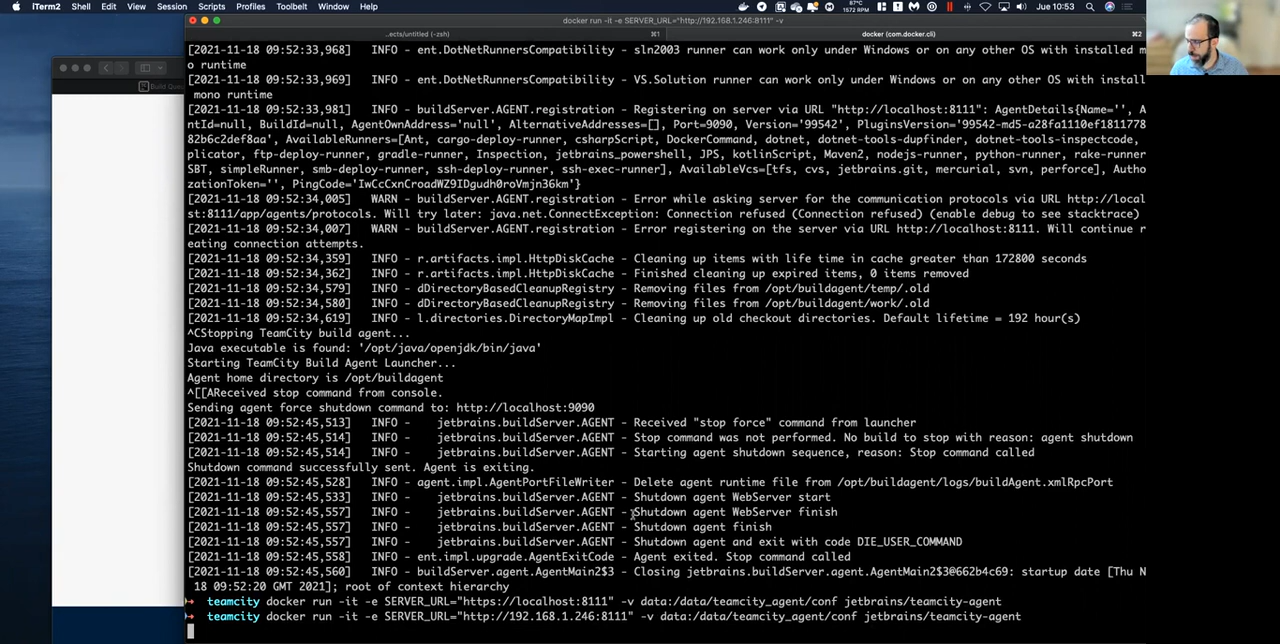 iTerm2 Shell Edit View Session Scripts Profiles Toolbelt Window Help
87°C
1572 RPM
Jue 10:53
docker run -it -e SERVER_URL="http://192.168.1.246:8111" -v
..ects/untitled (-zsh) ⌘1 docker (com.docker.cli) ⌘2
Build Queue
[2021-11-18 09:52:33,968] INFO - ent.DotNetRunnersCompatibility - sln2003 runner can work only under Windows or on any other OS with installed m
o runtime
[2021-11-18 09:52:33,969] INFO - ent.DotNetRunnersCompatibility - VS.Solution runner can work only under Windows or on any other OS with install
mono runtime
[2021-11-18 09:52:33,981] INFO - buildServer.AGENT.registration - Registering on server via URL "http://localhost:8111": AgentDetails{Name='', A
ntId=null, BuildId=null, AgentOwnAddress='null', AlternativeAddresses=[], Port=9090, Version='99542', PluginsVersion='99542-md5-a28fa1110ef1811778
82b6c2def8aa', AvailableRunners=[Ant, cargo-deploy-runner, csharpScript, DockerCommand, dotnet, dotnet-tools-dupfinder, dotnet-tools-inspectcode,
plicator, ftp-deploy-runner, gradle-runner, Inspection, jetbrains_powershell, JPS, kotlinScript, Maven2, nodejs-runner, python-runner, rake-runner
SBT, simpleRunner, smb-deploy-runner, ssh-deploy-runner, ssh-exec-runner], AvailableVcs=[tfs, cvs, jetbrains.git, mercurial, svn, perforce], Autho
zationToken='', PingCode='IwCcCxnCroadWZ9IDgudh0roVmjn36km'}
[2021-11-18 09:52:34,005] WARN - buildServer.AGENT.registration - Error while asking server for the communication protocols via URL http://local
st:8111/app/agents/protocols. Will try later: java.net.ConnectException: Connection refused (Connection refused) (enable debug to see stacktrace)
[2021-11-18 09:52:34,007] WARN - buildServer.AGENT.registration - Error registering on the server via URL http://localhost:8111. Will continue r
eating connection attempts.
[2021-11-18 09:52:34,359] INFO - r.artifacts.impl.HttpDiskCache - Cleaning up items with life time in cache greater than 172800 seconds
[2021-11-18 09:52:34,362] INFO - r.artifacts.impl.HttpDiskCache - Finished cleaning up expired items, 0 items removed
[2021-11-18 09:52:34,579] INFO - dDirectoryBasedCleanupRegistry - Removing files from /opt/buildagent/temp/.old
[2021-11-18 09:52:34,580] INFO - dDirectoryBasedCleanupRegistry - Removing files from /opt/buildagent/work/.old
[2021-11-18 09:52:34,619] INFO - l.directories.DirectoryMapImpl - Cleaning up old checkout directories. Default lifetime = 192 hour(s)
^CStopping TeamCity build agent...
Java executable is found: '/opt/java/openjdk/bin/java'
Starting TeamCity Build Agent Launcher...
Agent home directory is /opt/buildagent
^[[AReceived stop command from console.
Sending agent force shutdown command to: http://localhost:9090
[2021-11-18 09:52:45,513] INFO - jetbrains.buildServer.AGENT - Received "stop force" command from launcher
[2021-11-18 09:52:45,514] INFO - jetbrains.buildServer.AGENT - Stop command was not performed. No build to stop with reason: agent shutdown
[2021-11-18 09:52:45,514] INFO - jetbrains.buildServer.AGENT - Starting agent shutdown sequence, reason: Stop command called
Shutdown command successfully sent. Agent is exiting.
[2021-11-18 09:52:45,528] INFO - agent.impl.AgentPortFileWriter - Delete agent runtime file from /opt/buildagent/logs/buildAgent.xmlRpcPort
[2021-11-18 09:52:45,533] INFO - jetbrains.buildServer.AGENT - Shutdown agent WebServer start
[2021-11-18 09:52:45,557] INFO - jetbrains.buildServer.AGENT - Shutdown agent WebServer finish
[2021-11-18 09:52:45,557] INFO - jetbrains.buildServer.AGENT - Shutdown agent finish
[2021-11-18 09:52:45,557] INFO - jetbrains.buildServer.AGENT - Shutdown agent and exit with code DIE_USER_COMMAND
[2021-11-18 09:52:45,558] INFO - ent.impl.upgrade.AgentExitCode - Agent exited. Stop command called
[2021-11-18 09:52:45,560] INFO - buildServer.agent.AgentMain2$3 - Closing jetbrains.buildServer.agent.AgentMain2$3@662b4c69: startup date [Thu N
18 09:52:20 GMT 2021]; root of context hierarchy
→ teamcity docker run -it -e SERVER_URL="https://localhost:8111" -v data:/data/teamcity_agent/conf jetbrains/teamcity-agent
→ teamcity docker run -it -e SERVER_URL="http://192.168.1.246:8111" -v data:/data/teamcity_agent/conf jetbrains/teamcity-agent